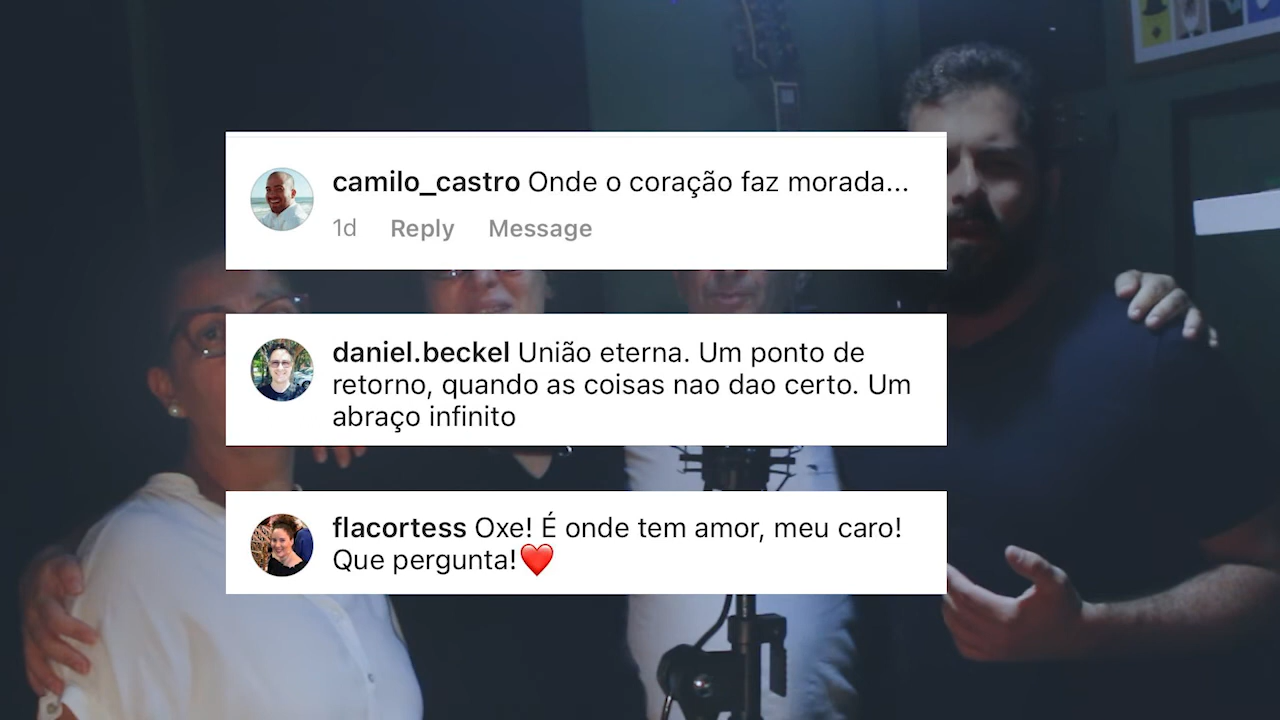 camilo_castro Onde o coração faz morada...
1d Reply Message
daniel.beckel União eterna. Um ponto de
retorno, quando as coisas nao dao certo. Um
abraço infinito
flacortess Oxe! É onde tem amor, meu caro!
Que pergunta!❤️